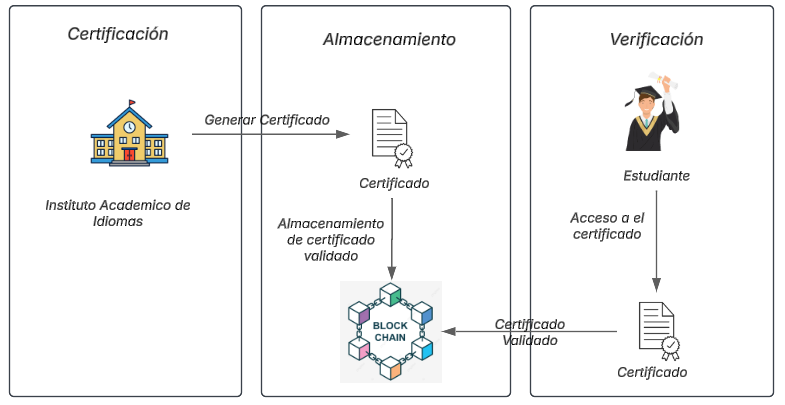 Certificación
Almacenamiento
Verificación
Generar Certificado
Certificado
Estudiante
Instituto Academico de
Idiomas
Almacenamiento
de certificado
validado
Acceso a el
certificado
BLOCK
CHAIN
Certificado
Validado
Certificado